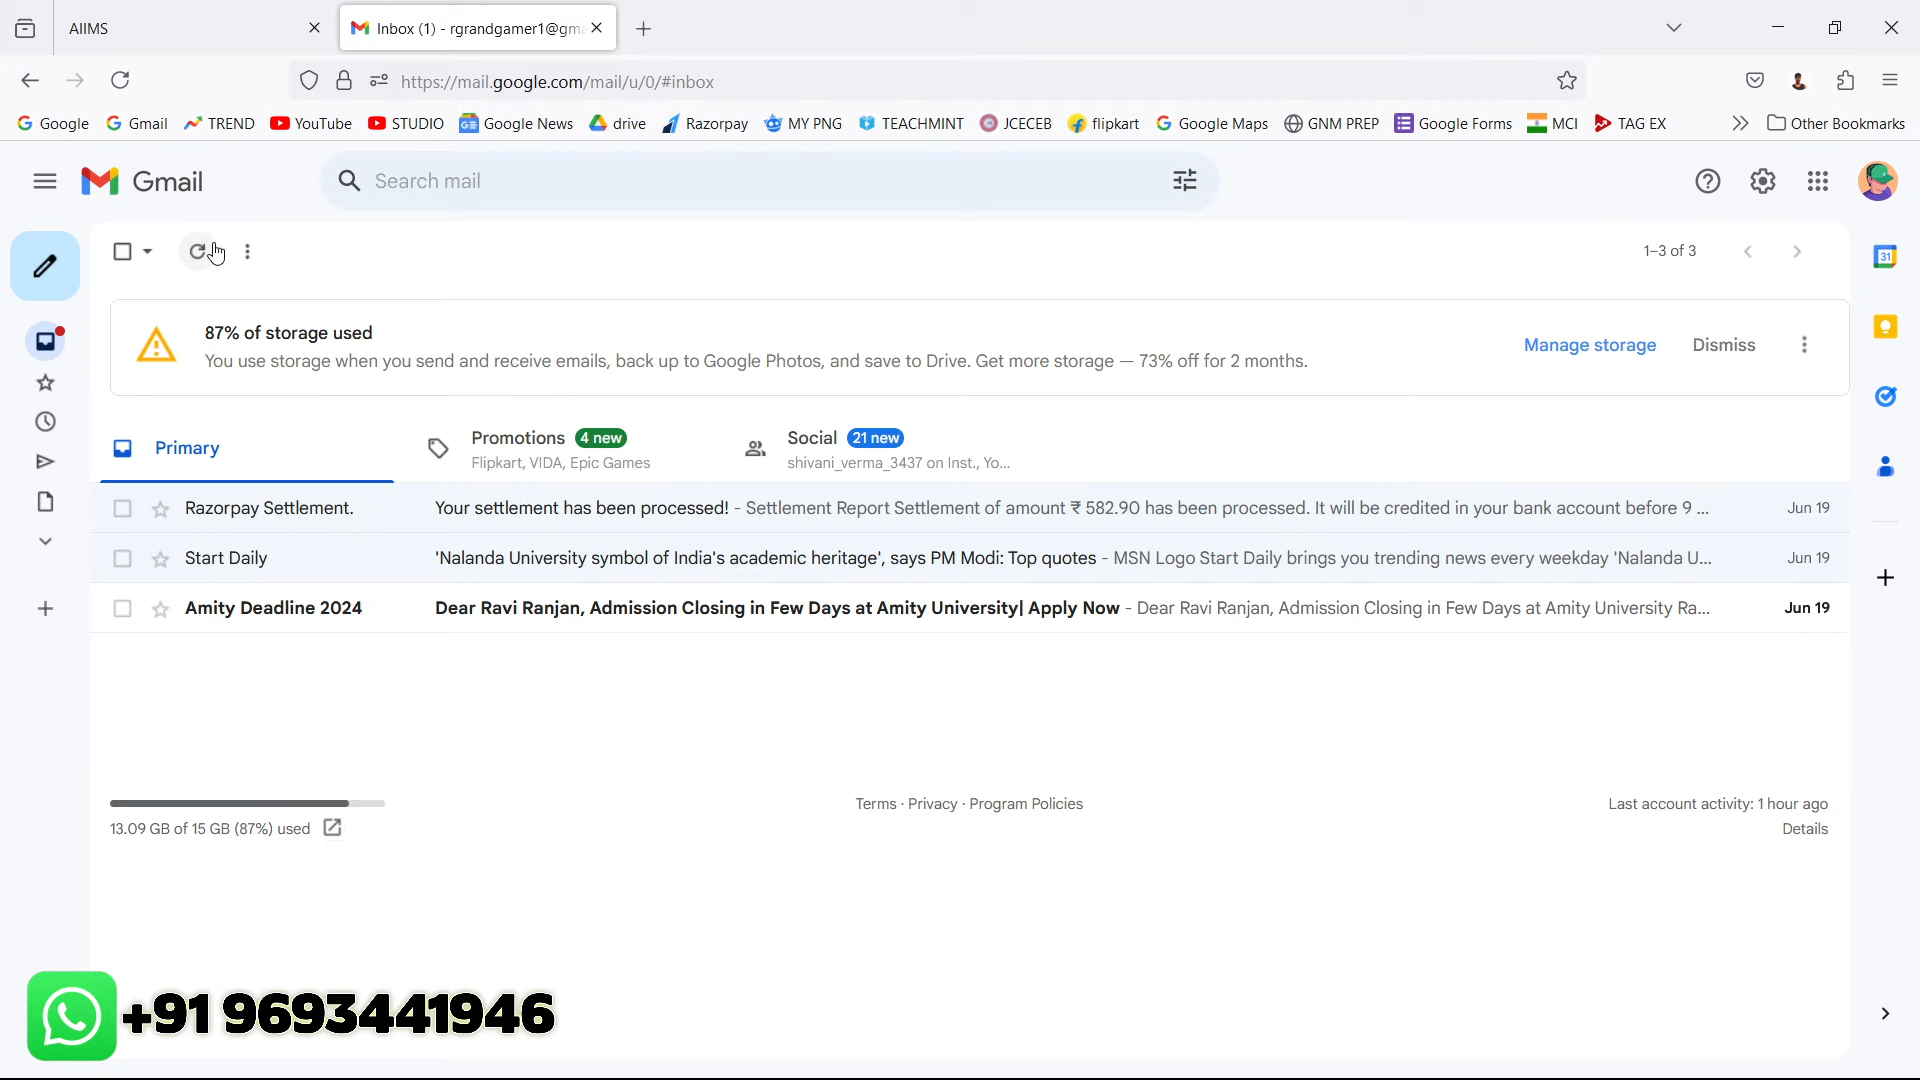 AIIMS
Inbox (1) - rgrandgamer1@gm
https://mail.google.com/mail/u/0/#inbox
Google Gmail TREND YouTube STUDIO Google News drive Razorpay MY PNG TEACHMINT JCECEB flipkart Google Maps GNM PREP Google Forms MCI TAG EX Other Bookmarks
Gmail
Search mail
1–3 of 3
87% of storage used
You use storage when you send and receive emails, back up to Google Photos, and save to Drive. Get more storage — 73% off for 2 months.
Manage storage Dismiss
Primary
Promotions 4 new
Flipkart, VIDA, Epic Games
Social 21 new
shivani_verma_3437 on Inst., Yo...
Razorpay Settlement. Your settlement has been processed! - Settlement Report Settlement of amount ₹ 582.90 has been processed. It will be credited in your bank account before 9 ... Jun 19
Start Daily 'Nalanda University symbol of India's academic heritage', says PM Modi: Top quotes - MSN Logo Start Daily brings you trending news every weekday 'Nalanda U... Jun 19
Amity Deadline 2024 Dear Ravi Ranjan, Admission Closing in Few Days at Amity University| Apply Now - Dear Ravi Ranjan, Admission Closing in Few Days at Amity University Ra... Jun 19
13.09 GB of 15 GB (87%) used
Terms · Privacy · Program Policies
Last account activity: 1 hour ago
Details
31
+91 9693441946